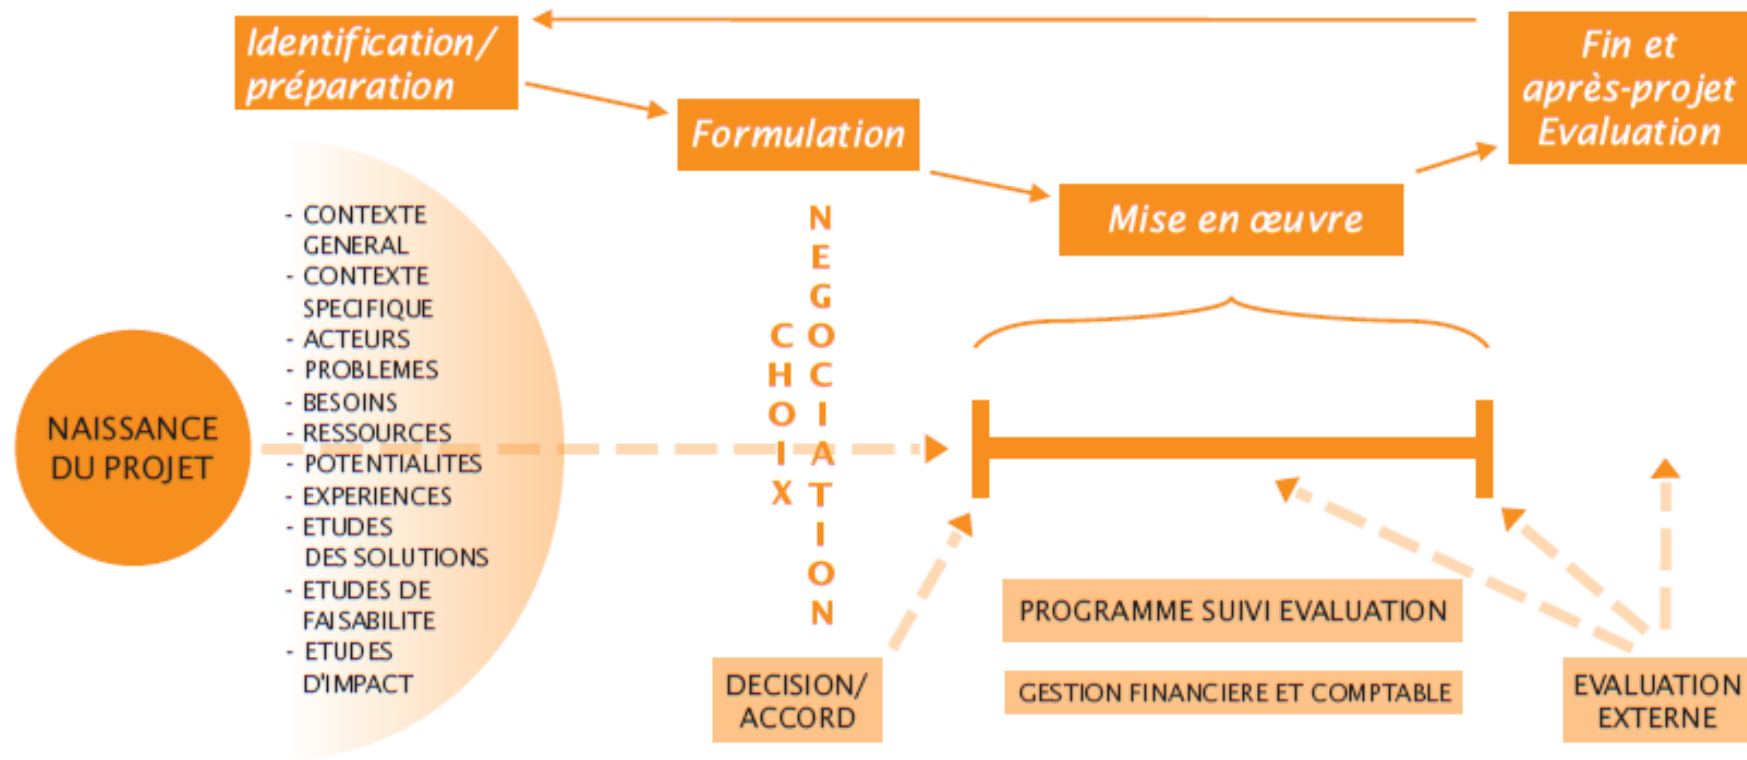 Identification/
préparation
Formulation
Mise en œuvre
Fin et
après-projet
Evaluation
NAISSANCE
DU PROJET
- CONTEXTE
GENERAL
- CONTEXTE
SPECIFIQUE
- ACTEURS
- PROBLEMES
- BESOINS
- RESSOURCES
- POTENTIALITES
- EXPERIENCES
- ETUDES
DES SOLUTIONS
- ETUDES DE
FAISABILITE
- ETUDES
D'IMPACT
CHOIX
NEGOCIATION
DECISION/
ACCORD
PROGRAMME SUIVI EVALUATION
GESTION FINANCIERE ET COMPTABLE
EVALUATION
EXTERNE